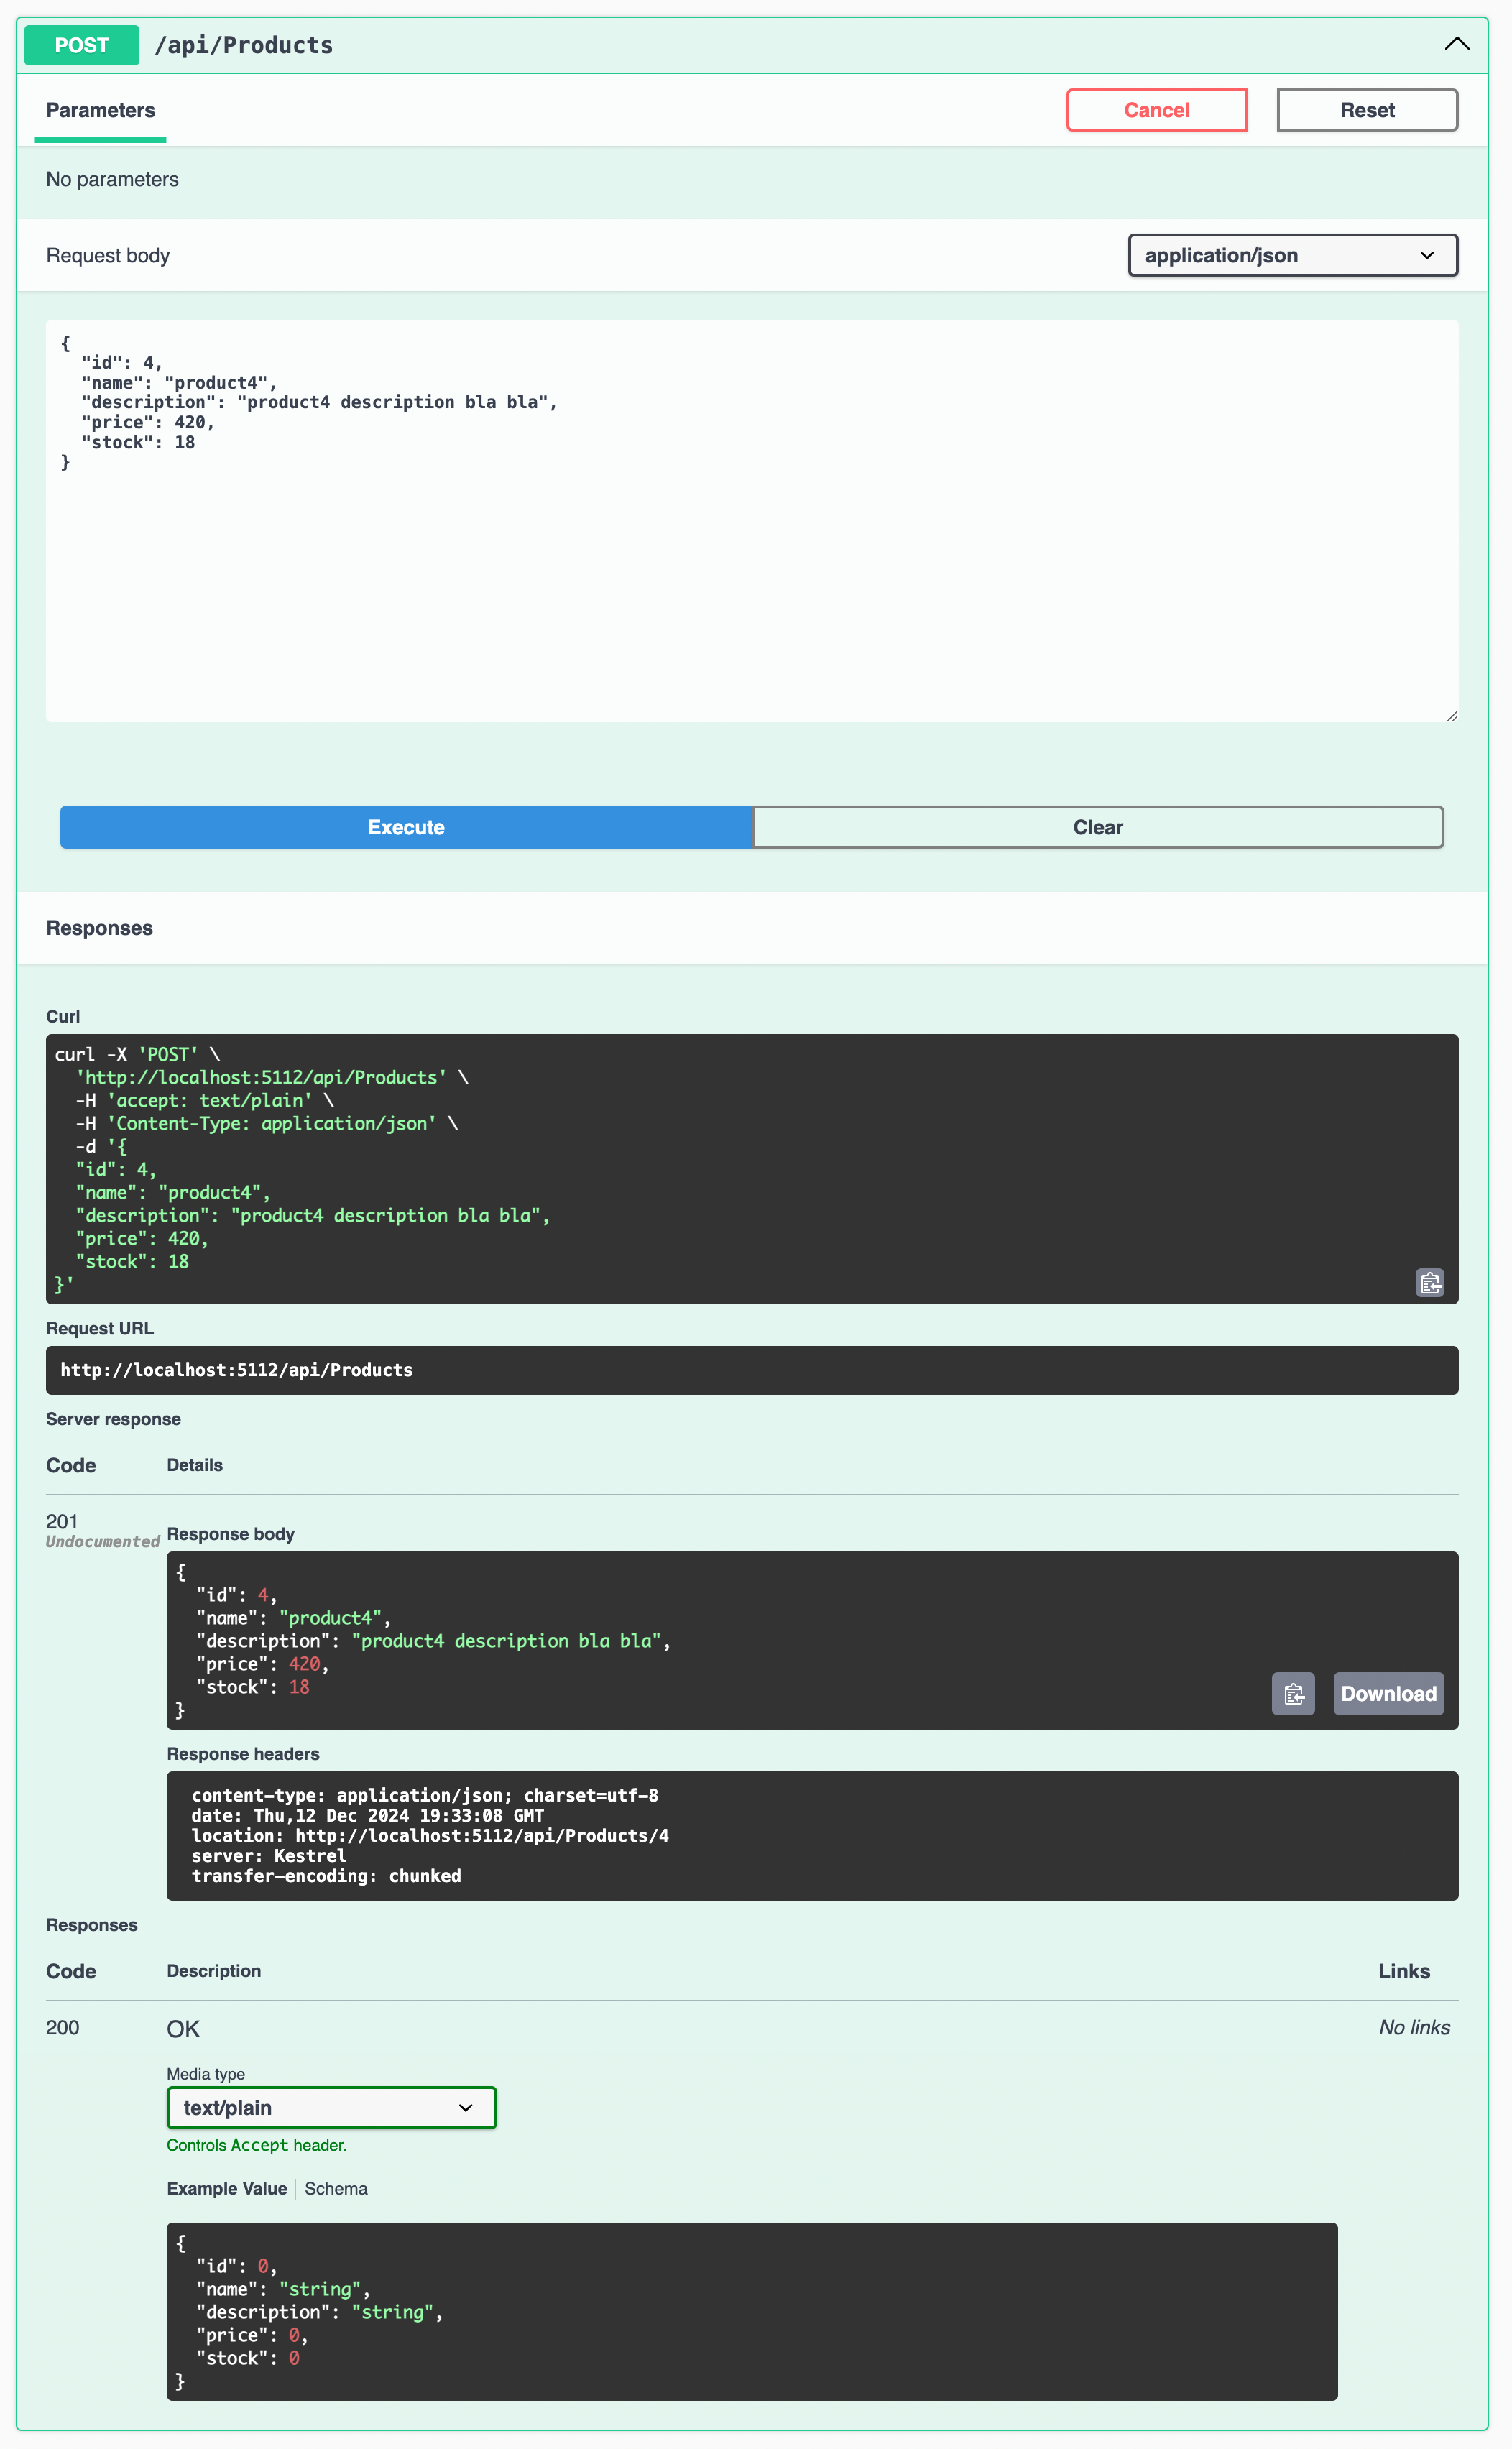 POST /api/Products
Parameters
Cancel
Reset
No parameters
Request body
application/json
{
  "id": 4,
  "name": "product4",
  "description": "product4 description bla bla",
  "price": 420,
  "stock": 18
}
Execute
Clear
Responses
Curl
curl -X 'POST' \
  'http://localhost:5112/api/Products' \
  -H 'accept: text/plain' \
  -H 'Content-Type: application/json' \
  -d '{
  "id": 4,
  "name": "product4",
  "description": "product4 description bla bla",
  "price": 420,
  "stock": 18
}'
Request URL
http://localhost:5112/api/Products
Server response
Code Details
201
Undocumented
Response body
{
  "id": 4,
  "name": "product4",
  "description": "product4 description bla bla",
  "price": 420,
  "stock": 18
}
Download
Response headers
content-type: application/json; charset=utf-8
date: Thu,12 Dec 2024 19:33:08 GMT
location: http://localhost:5112/api/Products/4
server: Kestrel
transfer-encoding: chunked
Responses
Code Description Links
200 OK No links
Media type
text/plain
Controls Accept header.
Example Value Schema
{
  "id": 0,
  "name": "string",
  "description": "string",
  "price": 0,
  "stock": 0
}